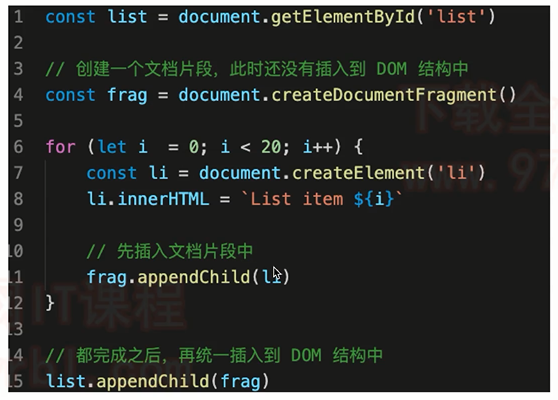 1 const list = document.getElementById('list')
2
3 // 创建一个文档片段，此时还没有插入到 DOM 结构中
4 const frag = document.createDocumentFragment()
5
6 for (let i  = 0; i < 20; i++) {
7     const li = document.createElement('li')
8     li.innerHTML = `List item ${i}`
9
10     // 先插入文档片段中
11     frag.appendChild(li)
12 }
13
14 // 都完成之后，再统一插入到 DOM 结构中
15 list.appendChild(frag)
下载全
www.97
IT课程